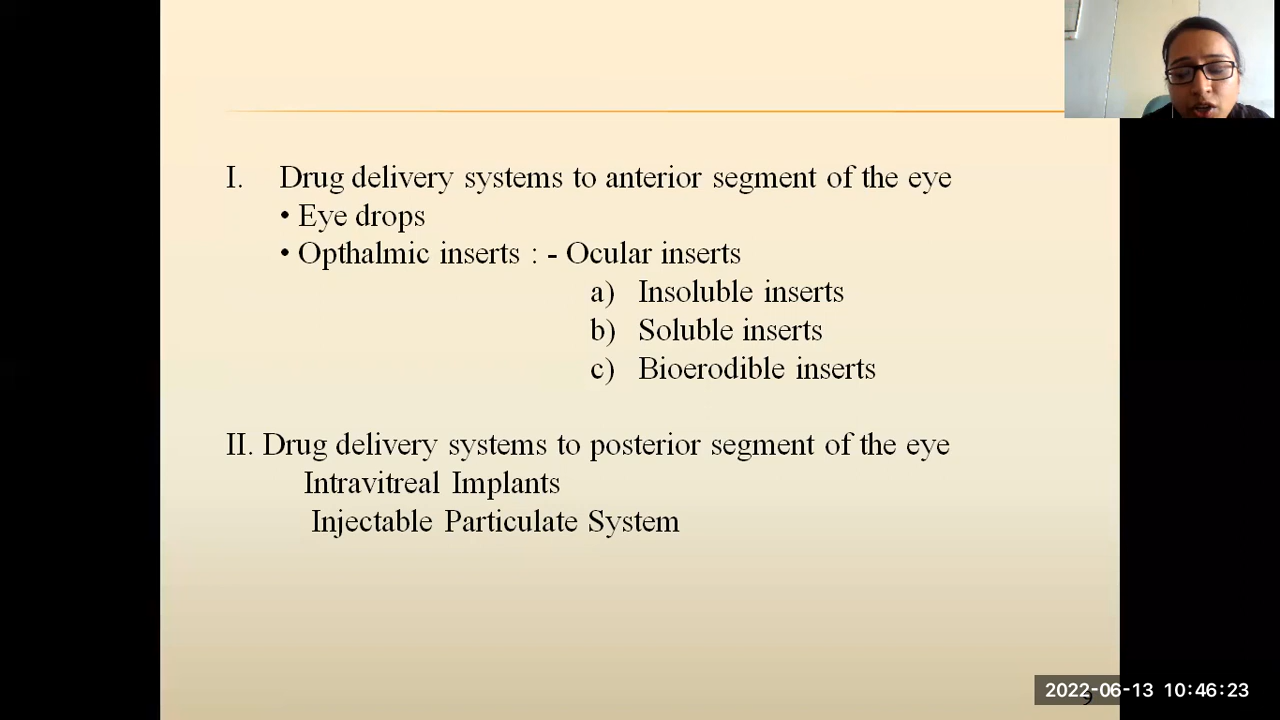 I. Drug delivery systems to anterior segment of the eye
• Eye drops
• Opthalmic inserts : - Ocular inserts
a) Insoluble inserts
b) Soluble inserts
c) Bioerodible inserts
II. Drug delivery systems to posterior segment of the eye
Intravitreal Implants
Injectable Particulate System
2022-06-13 10:46:23